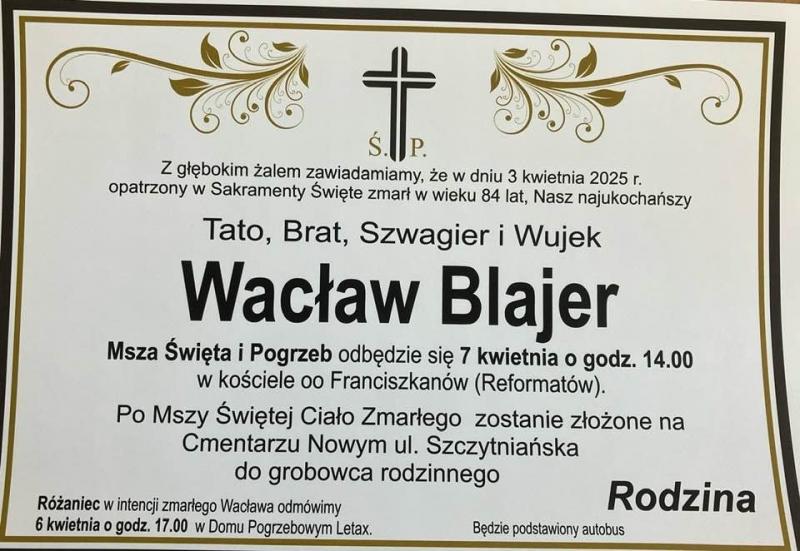 Ś. P.
Z głębokim żalem zawiadamiamy, że w dniu 3 kwietnia 2025 r.
opatrzony w Sakramenty Święte zmarł w wieku 84 lat, Nasz najukochańszy
Tato, Brat, Szwagier i Wujek
Wacław Blajer
Msza Święta i Pogrzeb odbędzie się 7 kwietnia o godz. 14.00
w kościele oo Franciszkanów (Reformatów).
Po Mszy Świętej Ciało Zmarłego zostanie złożone na
Cmentarzu Nowym ul. Szczytniańska
do grobowca rodzinnego
Rodzina
Różaniec w intencji zmarłego Wacława odmówimy
6 kwietnia o godz. 17.00 w Domu Pogrzebowym Letax.
Będzie podstawiony autobus